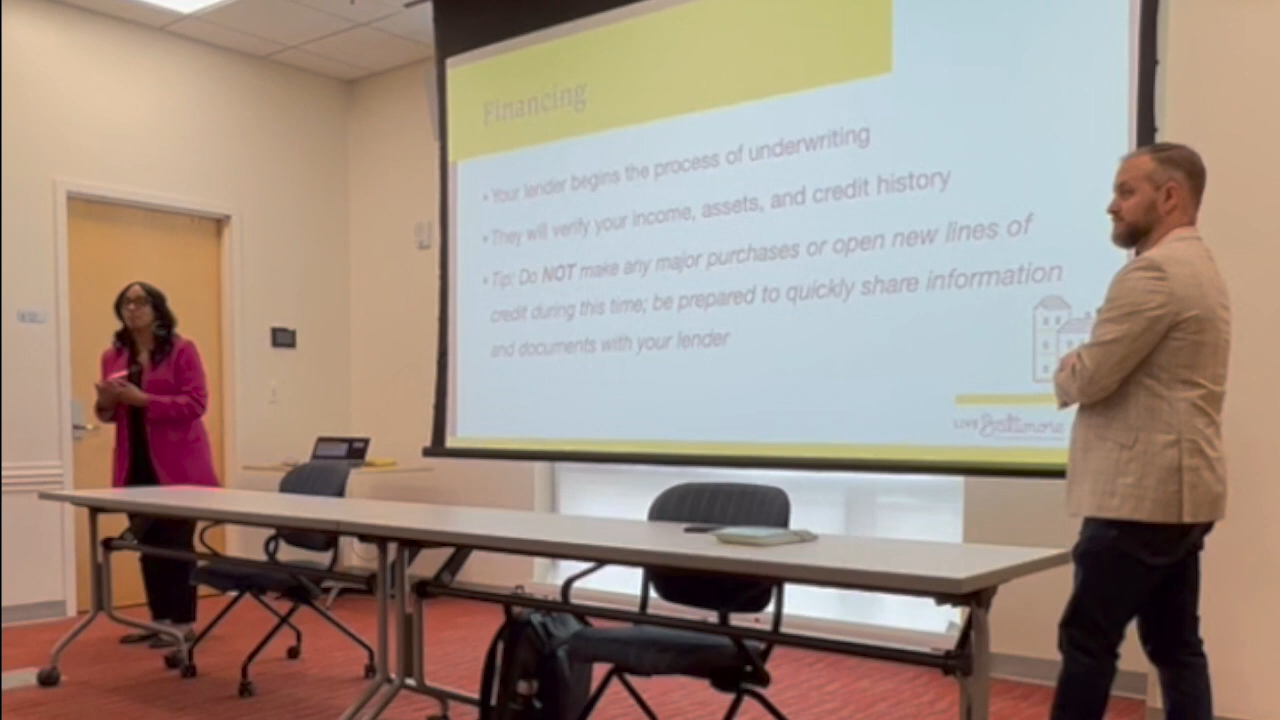 Financing
• Your lender begins the process of underwriting
• They will verify your income, assets, and credit history
• Tip: Do NOT make any major purchases or open new lines of
credit during this time; be prepared to quickly share information
and documents with your lender
LIVE Baltimore